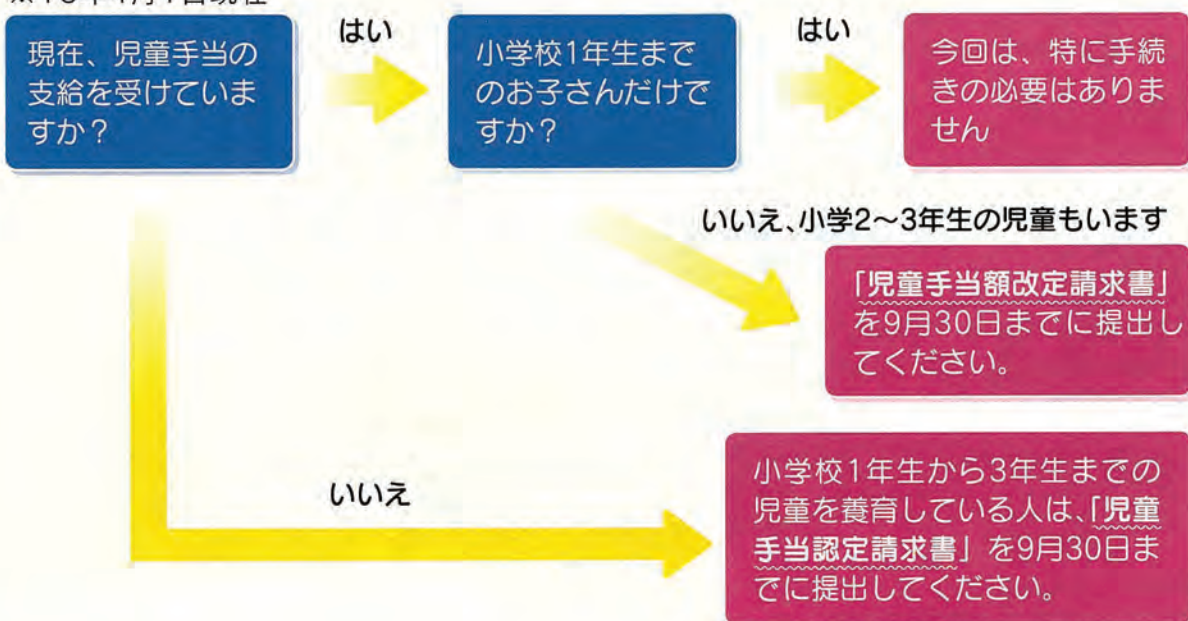 現在、児童手当の
支給を受けていま
すか?
はい
小学校1年生まで
のお子さんだけで
すか?
はい
今回は、特に手続
きの必要はありま
せん
いいえ、小学2〜3年生の児童もいます
「児童手当額改定請求書」
を9月30日までに提出し
てください。
いいえ
小学校1年生から3年生までの
児童を養育している人は、「児童
手当認定請求書」を9月30日ま
でに提出してください。